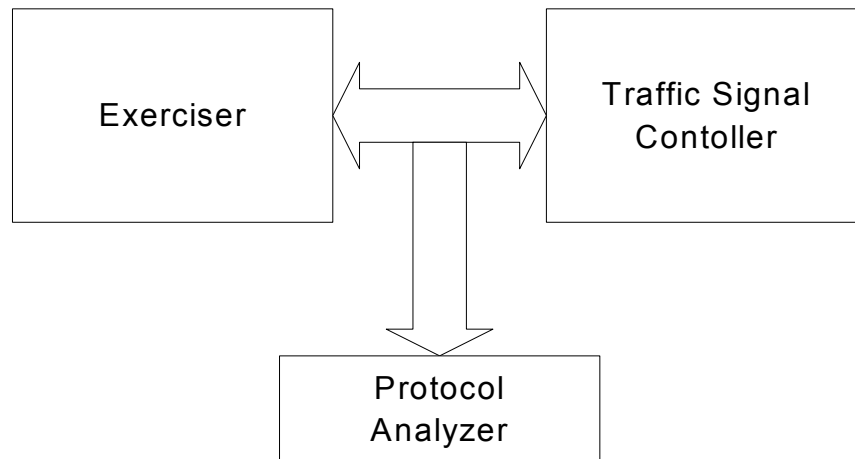 Exerciser
Traffic Signal
Contoller
Protocol
Analyzer